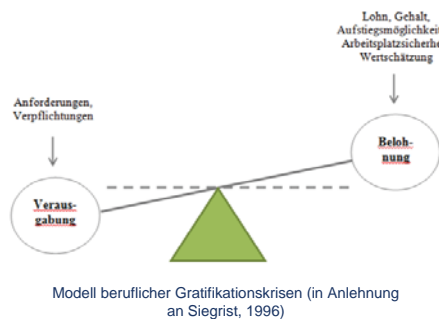 Lohn, Gehalt,
Aufstiegsmöglichkeit
Arbeitsplatzsicherhe
Wertschätzung
Anforderungen,
Verpflichtungen
Beloh-
nung
Veraus-
gabung
Modell beruflicher Gratifikationskrisen (in Anlehnung
an Siegrist, 1996)